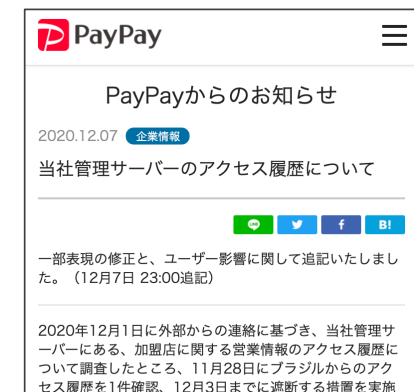 PayPay
PayPayからのお知らせ
2020.12.07 企業情報
当社管理サーバーのアクセス履歴について
LINE
f
B!
一部表現の修正と、ユーザー影響に関して追記いたしまし
た。（12月7日 23:00追記）
2020年12月1日に外部からの連絡に基づき、当社管理サ
ーバーにある、加盟店に関する営業情報のアクセス履歴に
ついて調査したところ、11月28日にブラジルからのアク
セス履歴を1件確認、12月3日までに遮断する措置を実施